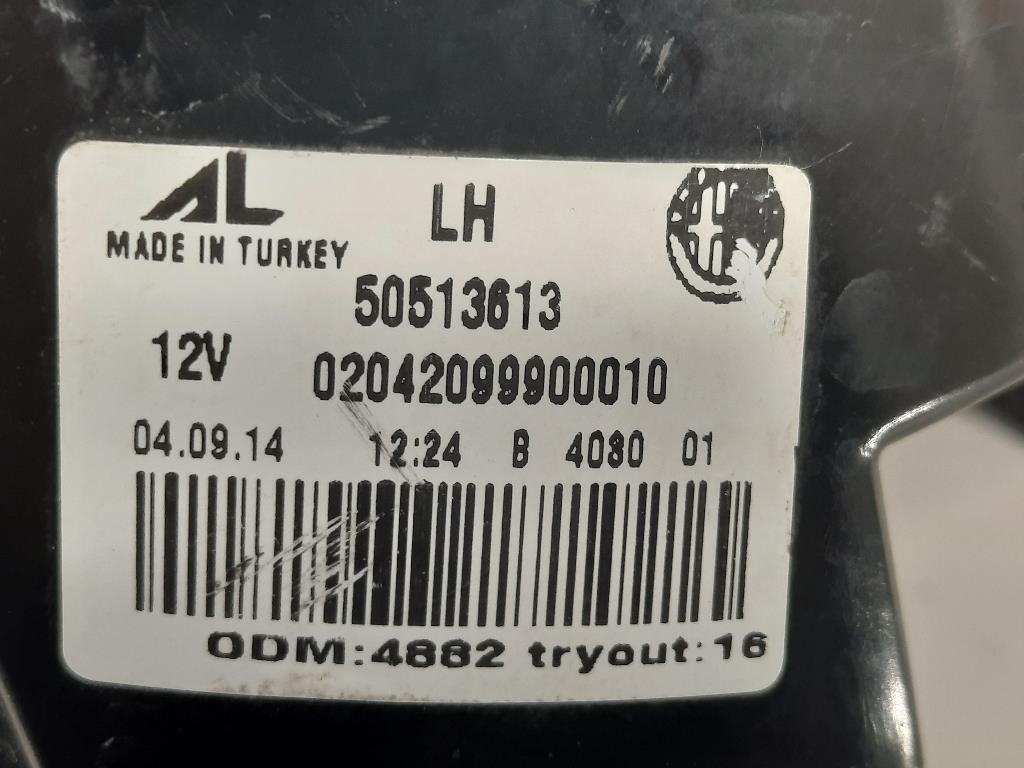 AL
LH
MADE IN TURKEY
50513613
12V
02042099900010
04.09.14 12:24 B 4080 01
ODM:4882 tryout:16